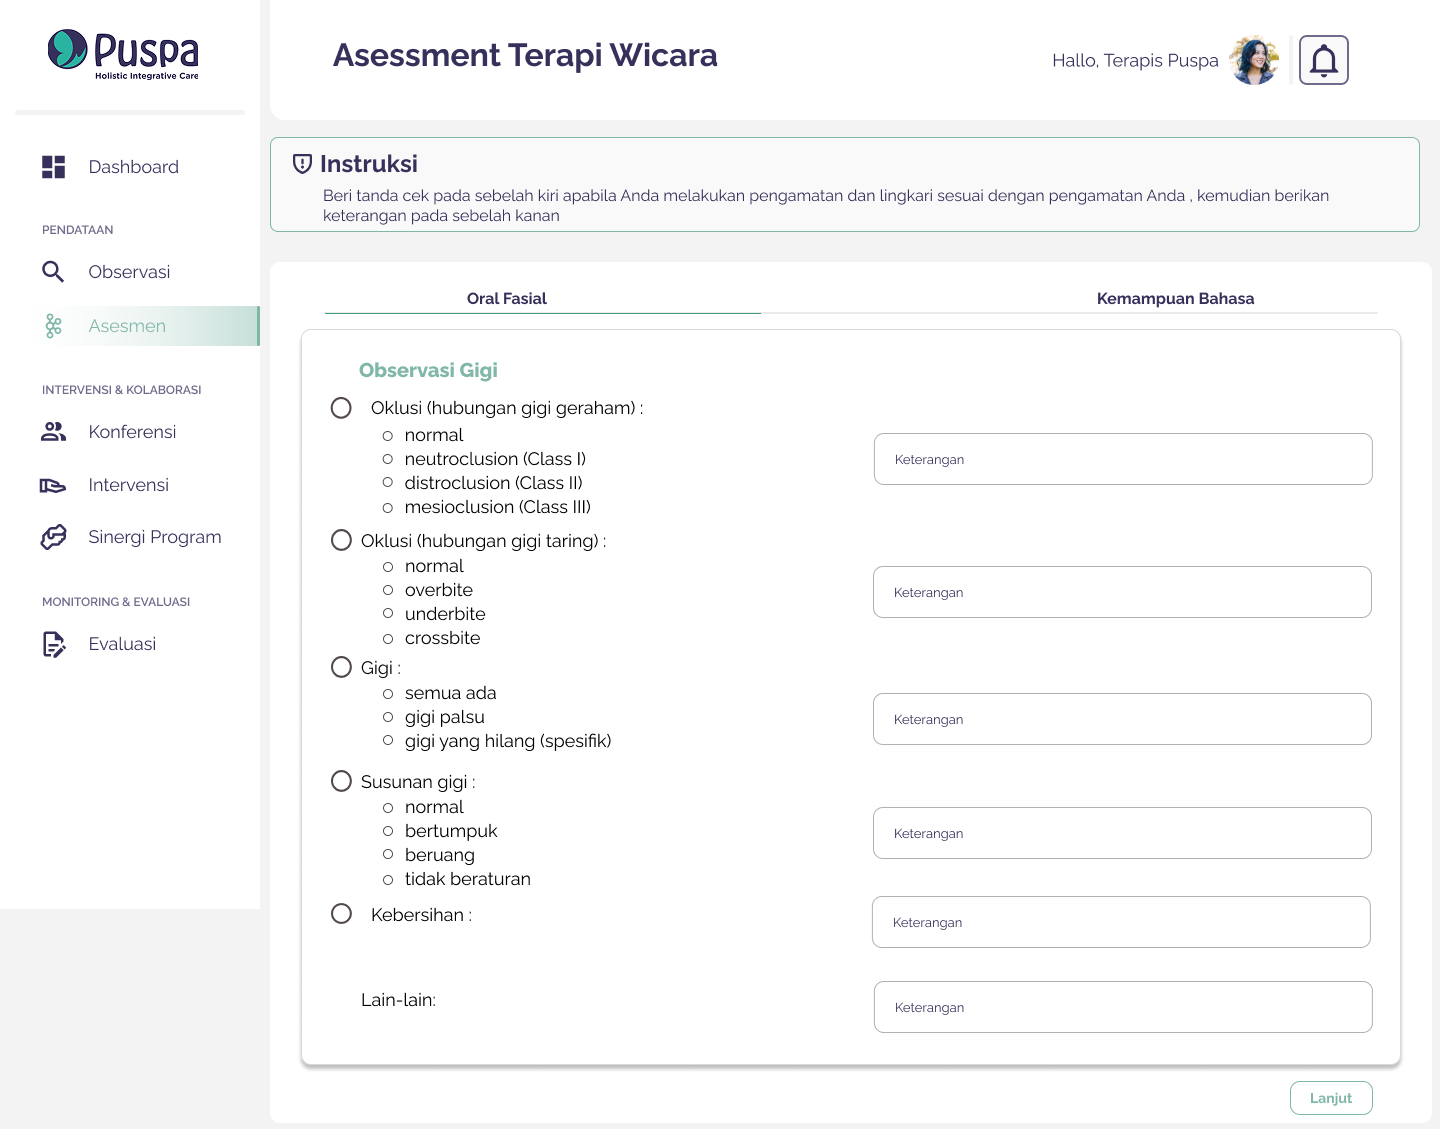 Puspa
Holistic Integrative Care
Dashboard
PENDATAAN
Observasi
Asesmen
INTERVENSI & KOLABORASI
Konferensi
Intervensi
Sinergi Program
MONITORING & EVALUASI
Evaluasi
Asessment Terapi Wicara
Hallo, Terapis Puspa
Instruksi
Beri tanda cek pada sebelah kiri apabila Anda melakukan pengamatan dan lingkari sesuai dengan pengamatan Anda , kemudian berikan
keterangan pada sebelah kanan
Oral Fasial
Kemampuan Bahasa
Observasi Gigi
Oklusi (hubungan gigi geraham) :
normal
neutroclusion (Class I)
distroclusion (Class II)
mesioclusion (Class III)
Keterangan
Oklusi (hubungan gigi taring) :
normal
overbite
underbite
crossbite
Keterangan
Gigi :
semua ada
gigi palsu
gigi yang hilang (spesifik)
Keterangan
Susunan gigi :
normal
bertumpuk
beruang
tidak beraturan
Keterangan
Kebersihan :
Keterangan
Lain-lain:
Keterangan
Lanjut